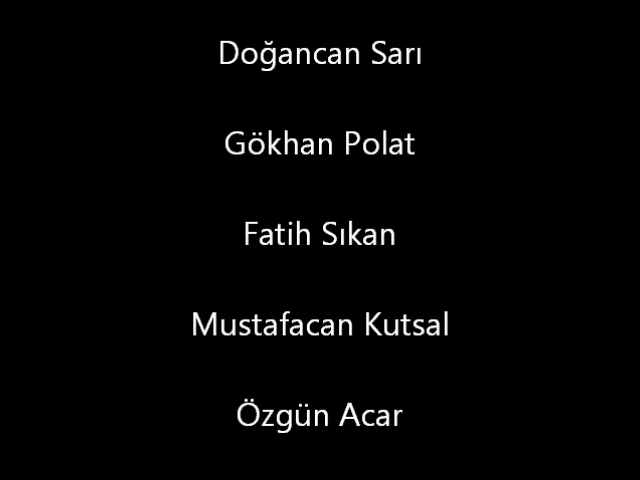 Doğancan Sarı
Gökhan Polat
Fatih Sıkan
Mustafacan Kutsal
Özgün Acar